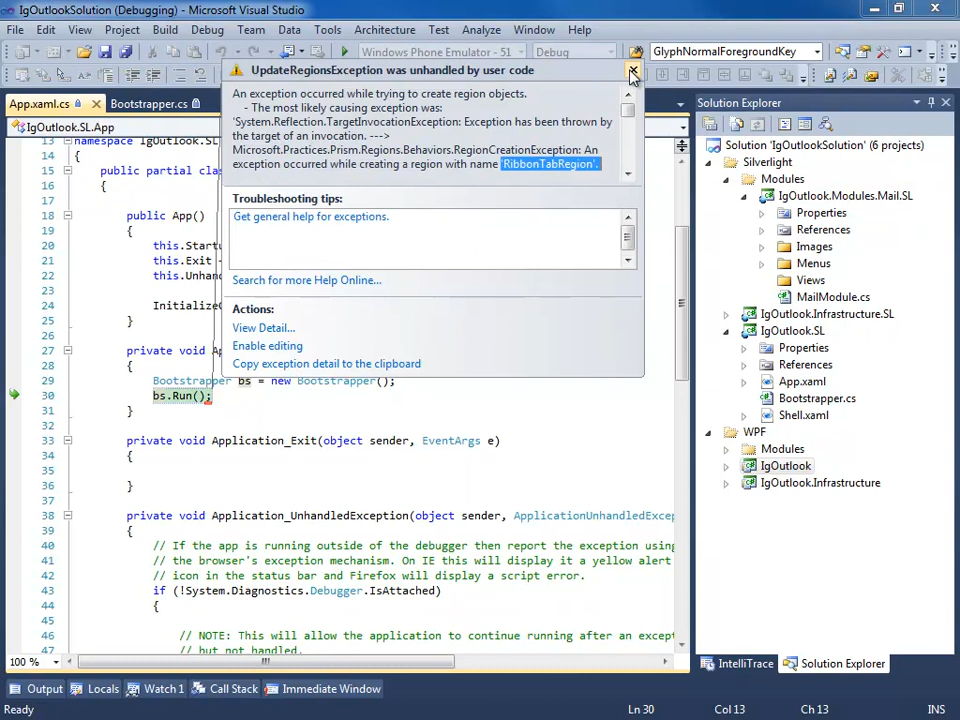 IgOutlookSolution (Debugging) - Microsoft Visual Studio
File Edit View Project Build Debug Team Data Tools Architecture Test Analyze Window Help
Windows Phone Emulator - 51 Debug GlyphNormalForegroundKey
App.xaml.cs Bootstrapper.cs
IgOutlook.SL.App
UpdateRegionsException was unhandled by user code
An exception occurred while trying to create region objects.
- The most likely causing exception was:
'System.Reflection.TargetInvocationException: Exception has been thrown by
the target of an invocation. --->
Microsoft.Practices.Prism.Regions.Behaviors.RegionCreationException: An
exception occurred while creating a region with name 'RibbonTabRegion'.
Troubleshooting tips:
Get general help for exceptions.
Search for more Help Online...
Actions:
View Detail...
Enable editing
Copy exception detail to the clipboard
13 namespace IgOutlook.SL
14 {
15 public partial clas
16 {
17
18 public App()
19 {
20 this.Startu
21 this.Exit
22 this.Unhan
23
24 InitializeC
25 }
26
27 private void Ap
28 {
29 Bootstrapper bs = new Bootstrapper();
30 bs.Run();
31 }
32
33 private void Application_Exit(object sender, EventArgs e)
34 {
35
36 }
37
38 private void Application_UnhandledException(object sender, ApplicationUnhandledExcep
39 {
40 // If the app is running outside of the debugger then report the exception using
41 // the browser's exception mechanism. On IE this will display it a yellow alert
42 // icon in the status bar and Firefox will display a script error.
43 if (!System.Diagnostics.Debugger.IsAttached)
44 {
45
46 // NOTE: This will allow the application to continue running after an except
47 // but not handled.
100 %
Solution Explorer
Solution 'IgOutlookSolution' (6 projects)
Silverlight
Modules
IgOutlook.Modules.Mail.SL
Properties
References
Images
Menus
Views
MailModule.cs
IgOutlook.Infrastructure.SL
IgOutlook.SL
Properties
References
App.xaml
Bootstrapper.cs
Shell.xaml
WPF
Modules
IgOutlook
IgOutlook.Infrastructure
IntelliTrace Solution Explorer
Output Locals Watch 1 Call Stack Immediate Window
Ready Ln 30 Col 13 Ch 13 INS